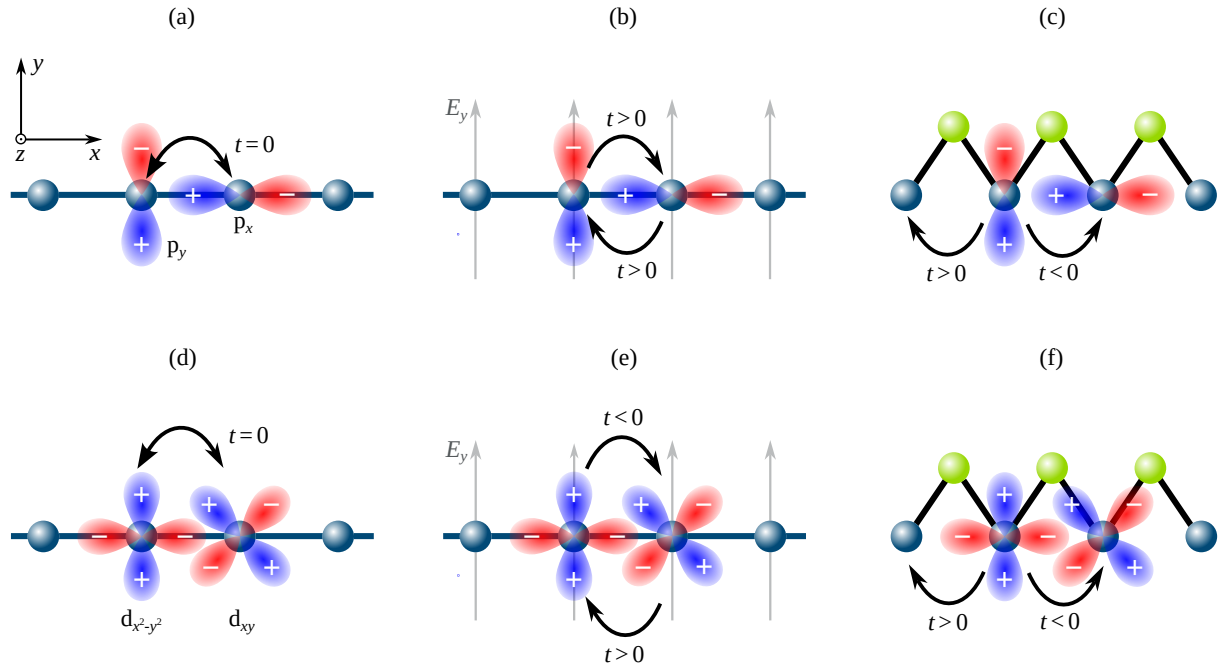 (a)
(b)
(c)
y
z
x
t = 0
+
−
−
+
p_x
p_y
E_y
t > 0
−
+
−
+
t > 0
−
+
−
+
t > 0
t < 0
(d)
(e)
(f)
t = 0
+
+
−
−
−
−
+
+
d_{x²-y²}
d_{xy}
E_y
t < 0
+
+
−
−
−
−
+
+
t > 0
+
+
−
−
−
−
+
+
t > 0
t < 0